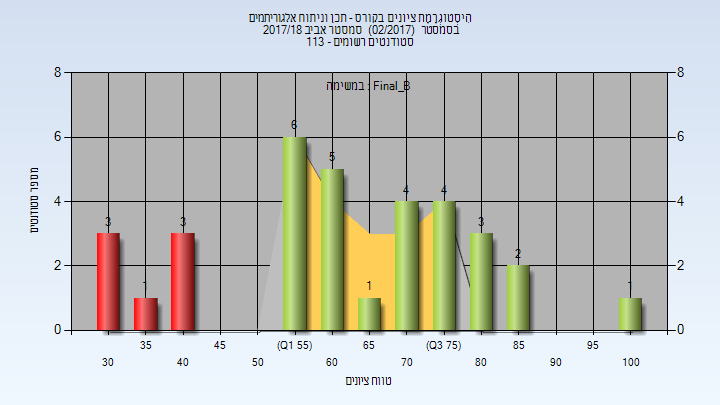 היסטוגרמת ציונים בקורס - תכן וניתוח אלגוריתמים
בסמסטר (02/2017) סמסטר אביב 2017/18
סטודנטים רשומים - 113
במשימה : Final_B
8 8
6 6
4 4
2 2
0 0
מספר סטודנטים
3 1 3 6 5 1 4 4 3 2 1
35 45 (Q1 55) 65 (Q3 75) 85 95
30 40 50 60 70 80 90 100
טווח ציונים